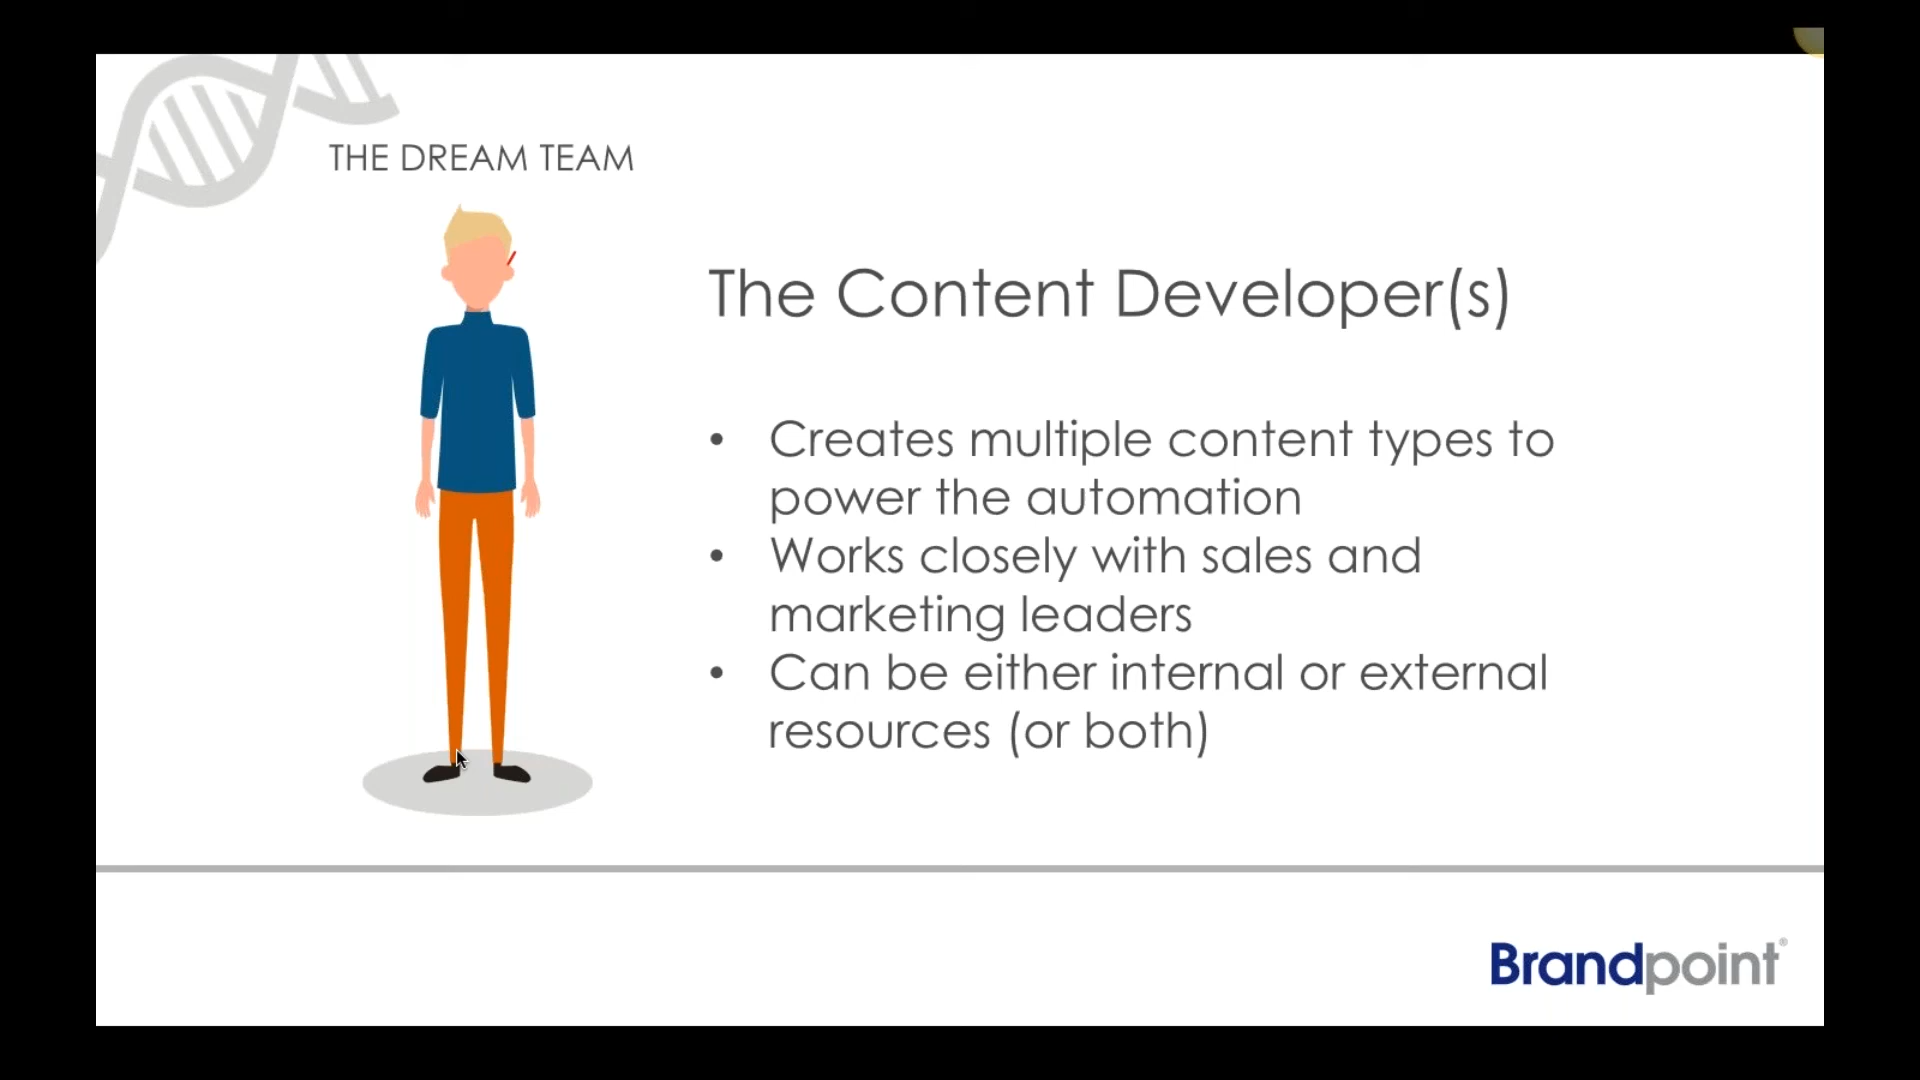 THE DREAM TEAM
The Content Developer(s)
• Creates multiple content types to
power the automation
• Works closely with sales and
marketing leaders
• Can be either internal or external
resources (or both)
Brandpoint®